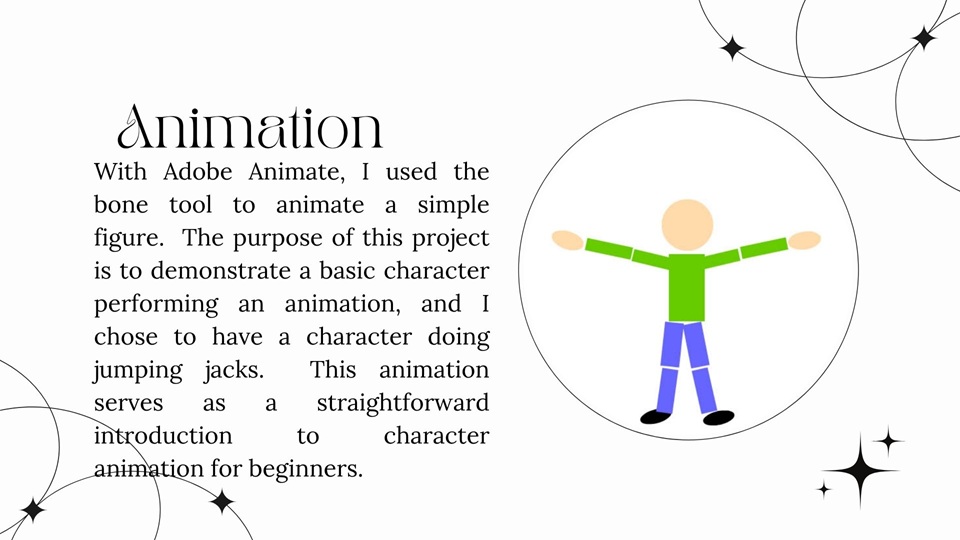 Animation
With Adobe Animate, I used the
bone tool to animate a simple
figure. The purpose of this project
is to demonstrate a basic character
performing an animation, and I
chose to have a character doing
jumping jacks. This animation
serves as a straightforward
introduction to character
animation for beginners.